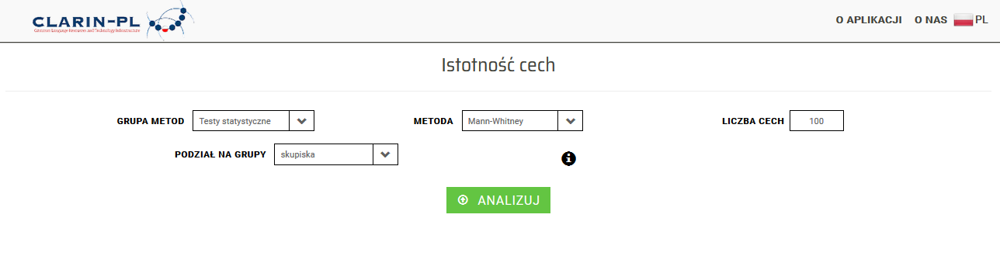 CLARIN-PL
Common Language Resources and Technology Infrastructure
O APLIKACJI O NAS PL
Istotność cech
GRUPA METOD Testy statystyczne METODA Mann-Whitney LICZBA CECH 100
PODZIAŁ NA GRUPY skupiska
ANALIZUJ